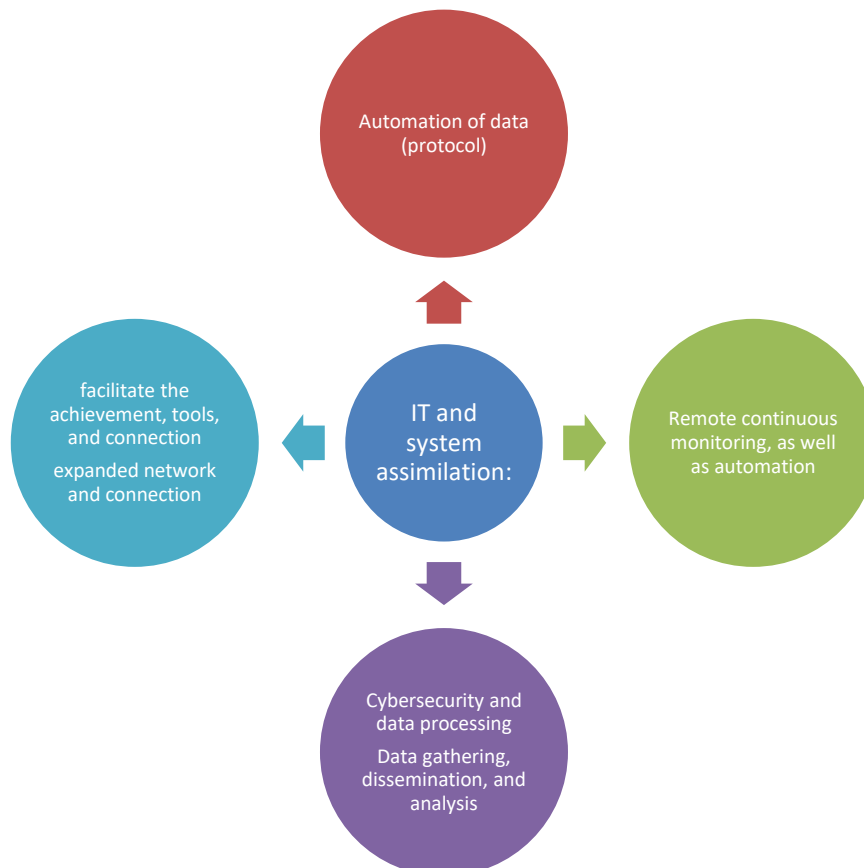 Automation of data
(protocol)
facilitate the
achievement, tools,
and connection
expanded network
and connection
IT and
system
assimilation:
Remote continuous
monitoring, as well
as automation
Cybersecurity and
data processing
Data gathering,
dissemination, and
analysis